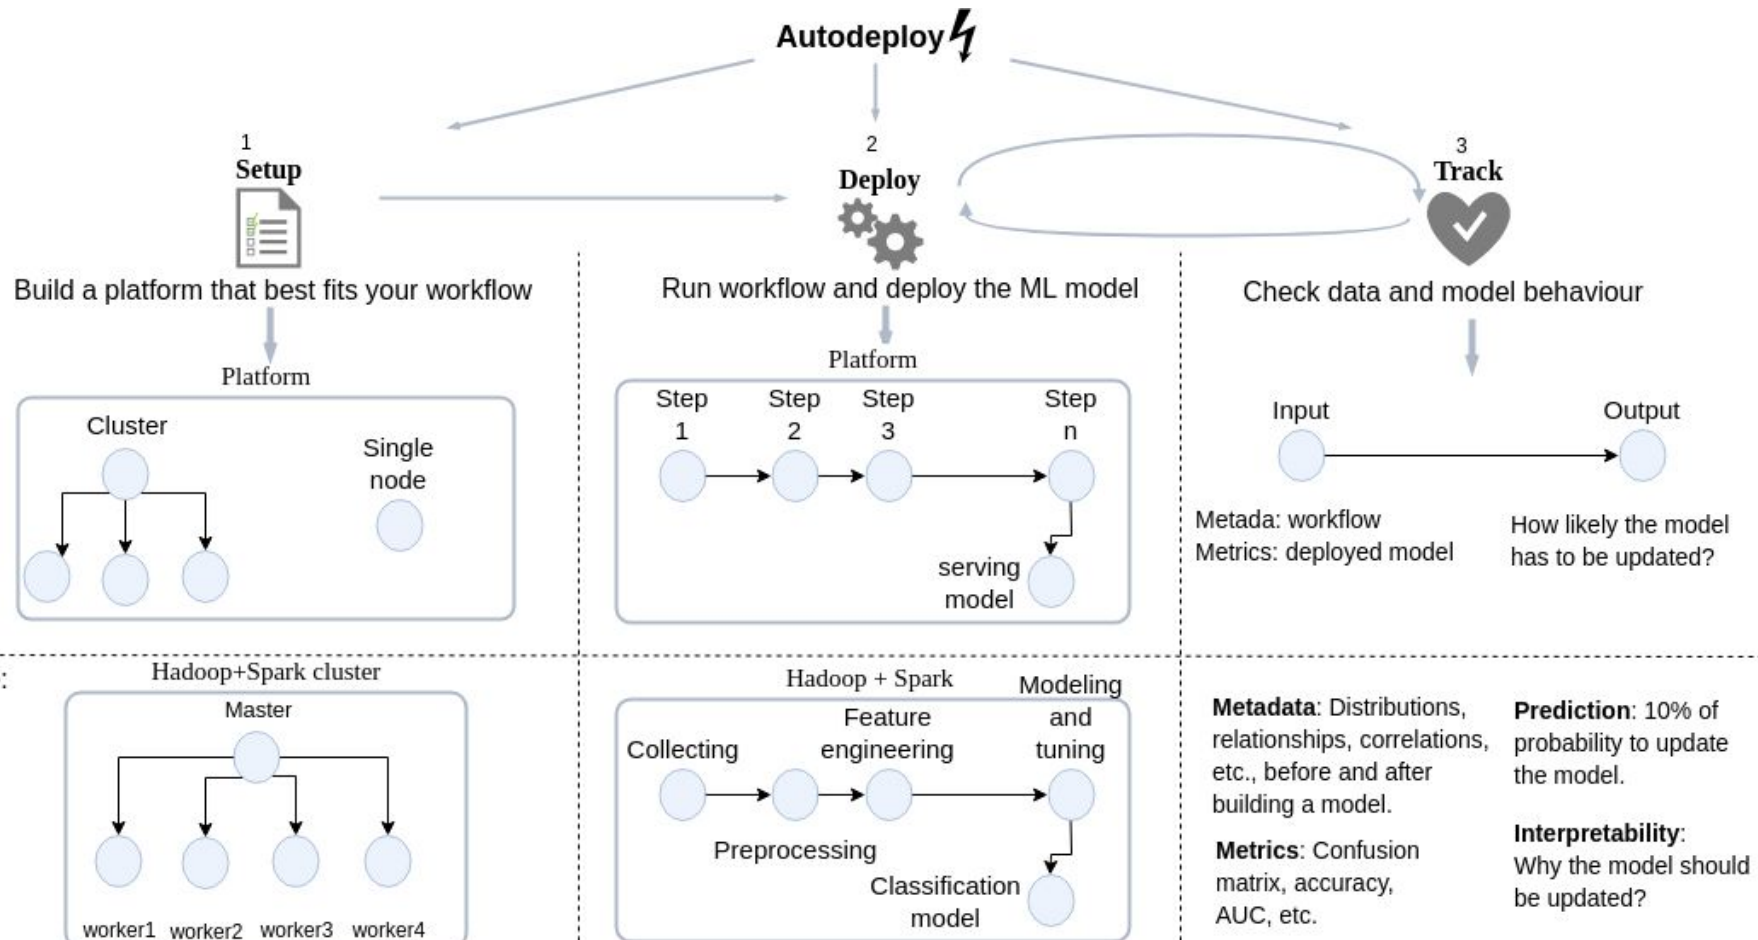 Autodeploy
1
Setup
Build a platform that best fits your workflow
Platform
Cluster
Single
node
2
Deploy
Run workflow and deploy the ML model
Platform
Step
1
Step
2
Step
3
Step
n
serving
model
3
Track
Check data and model behaviour
Input
Output
Metada: workflow
Metrics: deployed model
How likely the model
has to be updated?
:
Hadoop+Spark cluster
Master
worker1
worker2
worker3
worker4
Hadoop + Spark
Collecting
Preprocessing
Feature
engineering
Modeling
and
tuning
Classification
model
Metadata: Distributions,
relationships, correlations,
etc., before and after
building a model.
Metrics: Confusion
matrix, accuracy,
AUC, etc.
Prediction: 10% of
probability to update
the model.
Interpretability:
Why the model should
be updated?